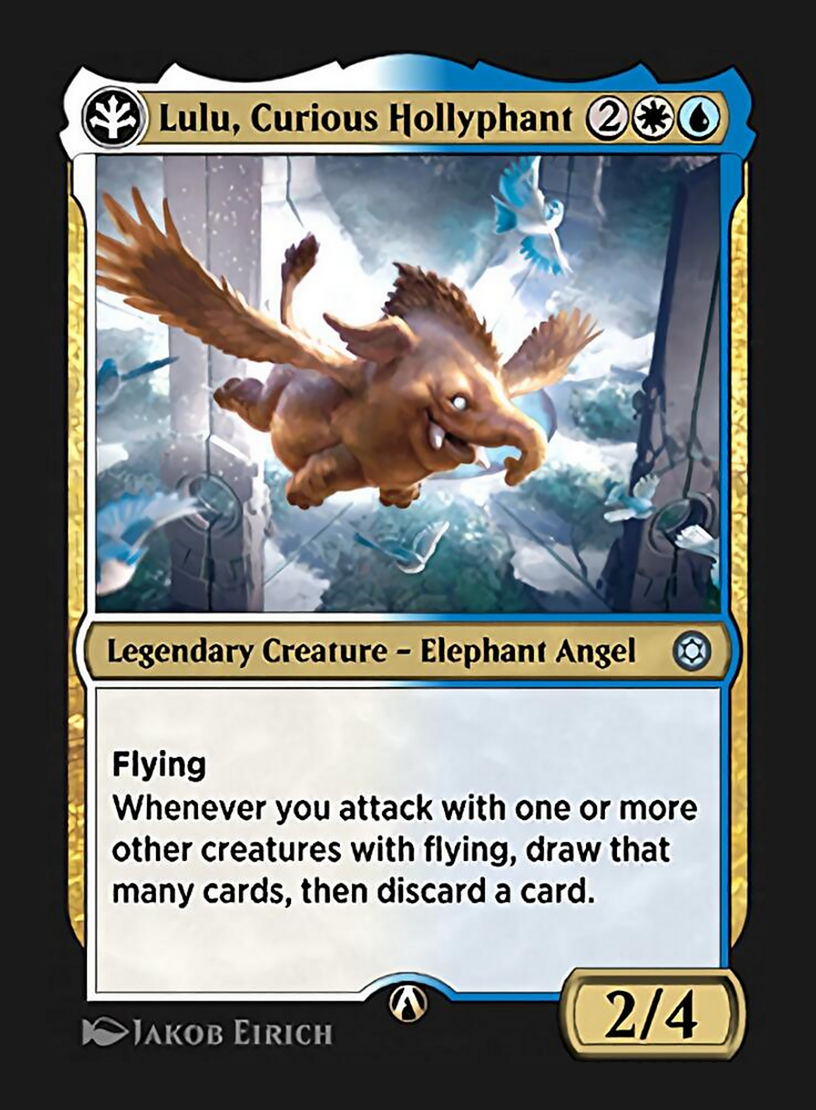 Lulu, Curious Hollyphant 2
Legendary Creature – Elephant Angel
Flying
Whenever you attack with one or more
other creatures with flying, draw that
many cards, then discard a card.
2/4
JAKOB EIRICH